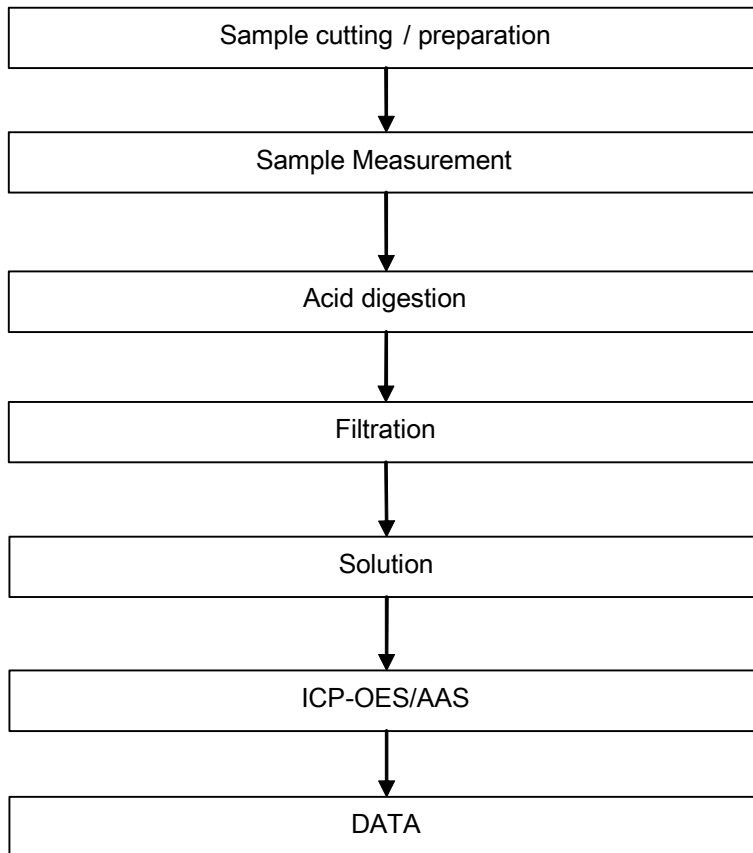 Sample cutting / preparation
Sample Measurement
Acid digestion
Filtration
Solution
ICP-OES/AAS
DATA